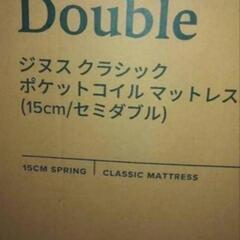 Double
ジヌス クラシック
ポケットコイル マットレス
(15cm/セミダブル)
15CM SPRING | CLASSIC MATTRESS